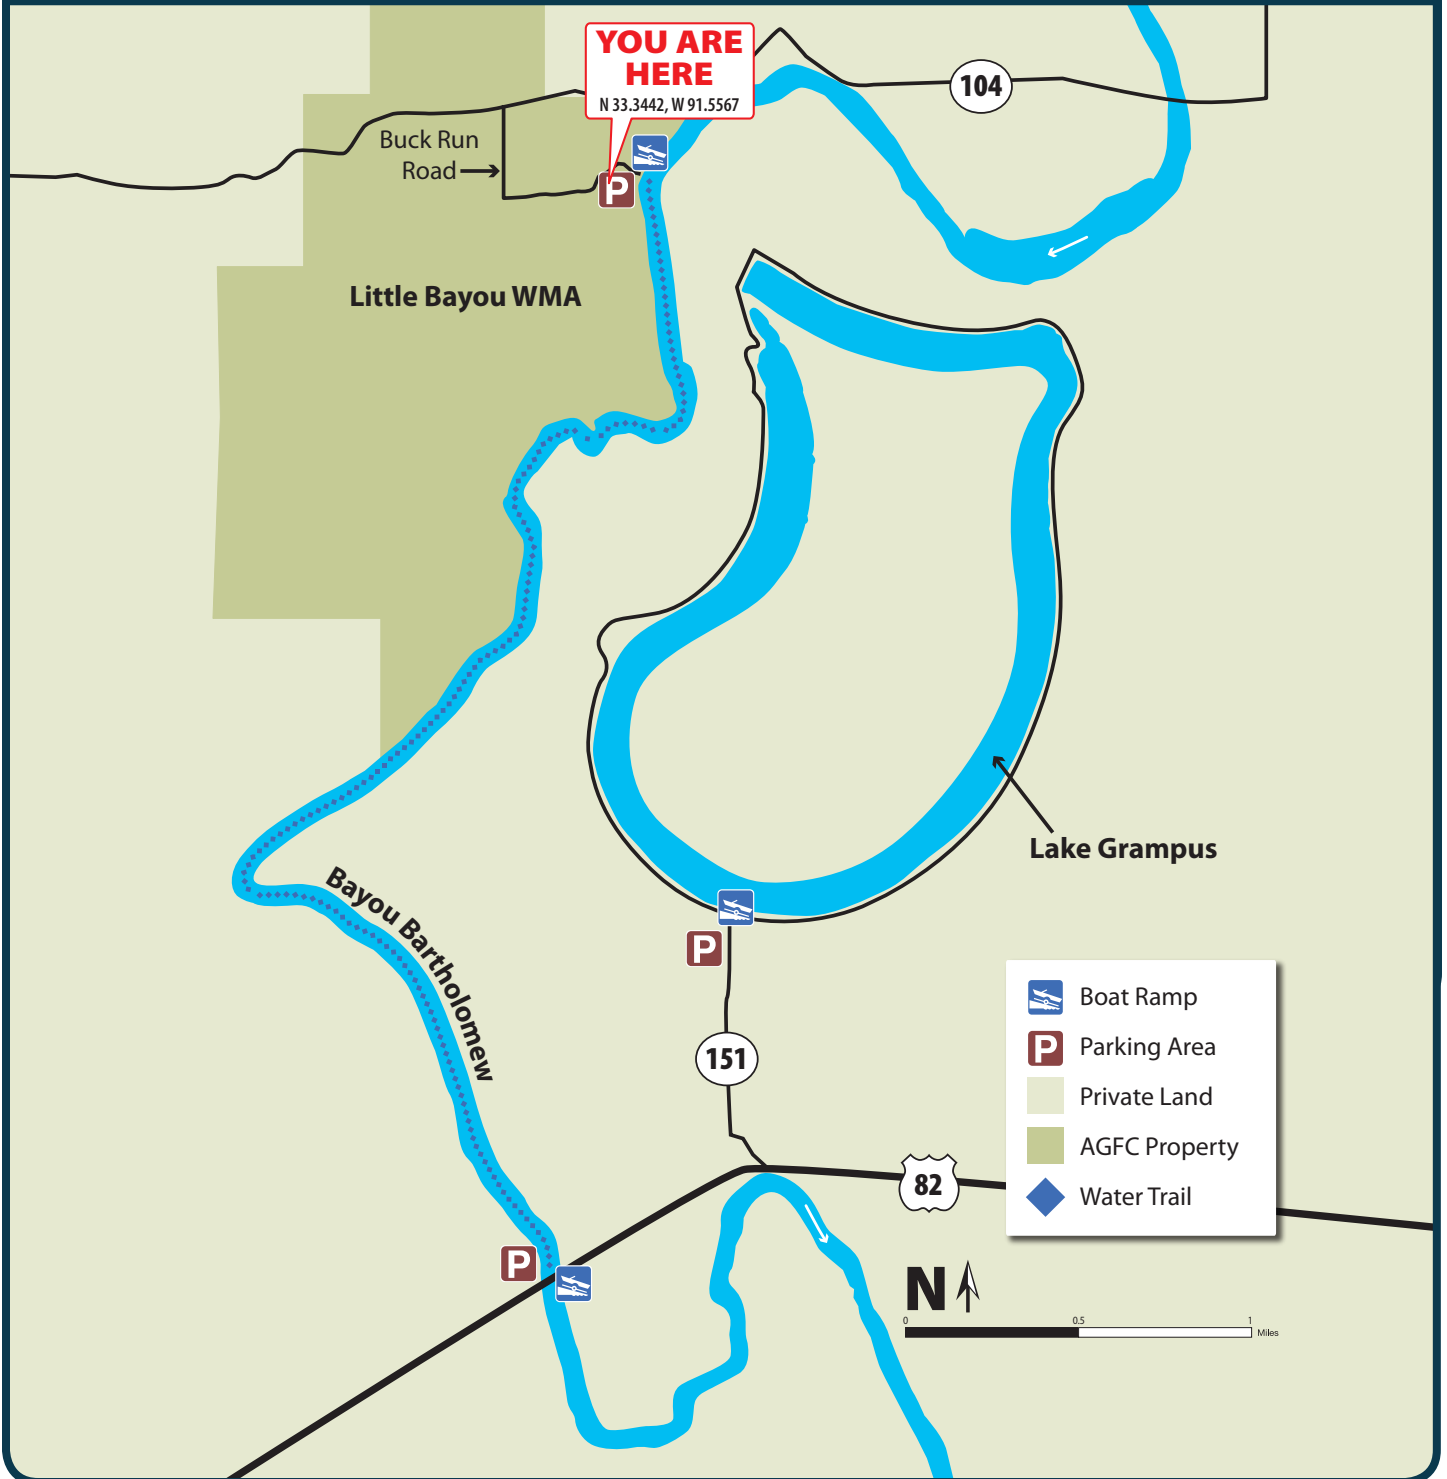 YOU ARE
HERE
N 33.3442, W 91.5567
104
Buck Run
Road
P
Little Bayou WMA
Lake Grampus
Bayou Bartholomew
P
151
Boat Ramp
P Parking Area
Private Land
AGFC Property
Water Trail
82
P
N
0 0.5 1
Miles